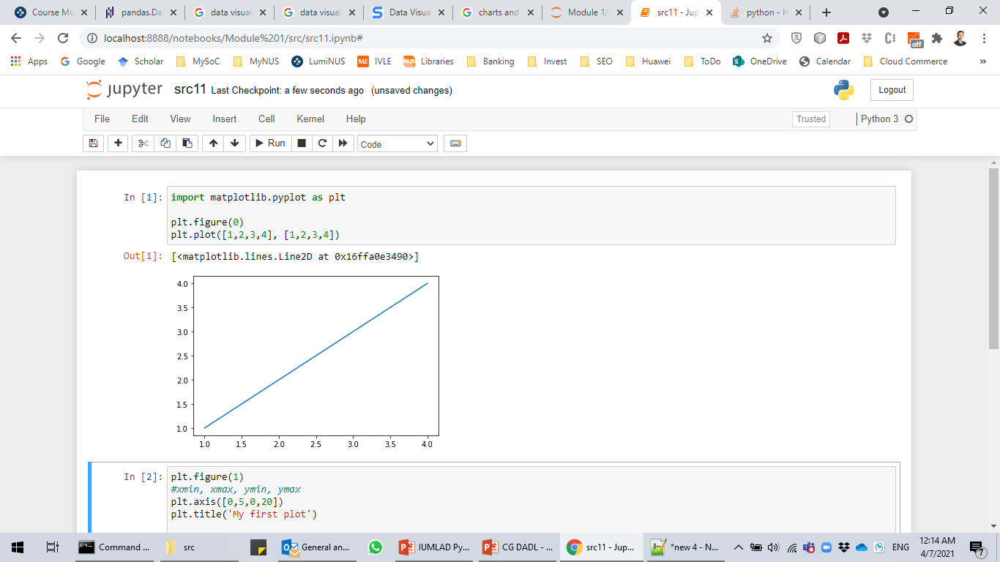 Course Mo
pandas.Dat
data visual
data visual
Data Visual
charts and
Module 1/s
src11 - Jup
python - H
localhost:8888/notebooks/Module%201/src/src11.ipynb#
off
Apps Google Scholar MySoC MyNUS LumiNUS ME IVLE NUS Libraries Banking Invest SEO Huawei ToDo S OneDrive Calendar Cloud Commerce »
jupyter src11 Last Checkpoint: a few seconds ago (unsaved changes)
Logout
File Edit View Insert Cell Kernel Help
Trusted
Python 3
Run
Code
In [1]: import matplotlib.pyplot as plt
plt.figure(0)
plt.plot([1,2,3,4], [1,2,3,4])
Out[1]: [<matplotlib.lines.Line2D at 0x16ffa0e3490>]
4.0
3.5
3.0
2.5
2.0
1.5
1.0
1.0 1.5 2.0 2.5 3.0 3.5 4.0
In [2]: plt.figure(1)
#xmin, xmax, ymin, ymax
plt.axis([0,5,0,20])
plt.title('My first plot')
Command ... src General an... IUMLAD Py... CG DADL - ... src11 - Jup... *new 4 - N... ENG
12:14 AM
4/7/2021
7